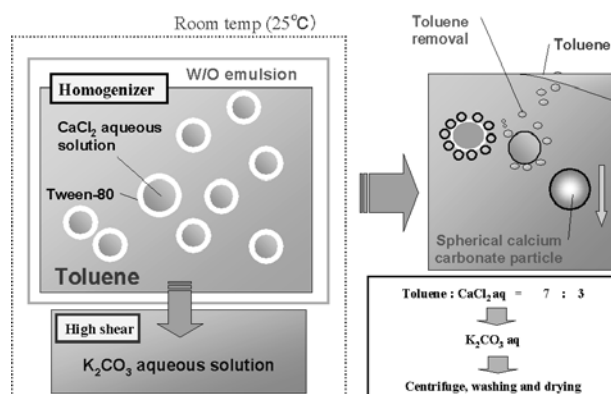 Room temp (25°C)
W/O emulsion
Homogenizer
CaCl₂ aqueous
solution
Tween-80
Toluene
High shear
K₂CO₃ aqueous solution
Toluene
removal
Toluene
Spherical calcium
carbonate particle
Toluene : CaCl₂ aq = 7 : 3
K₂CO₃ aq
Centrifuge, washing and drying